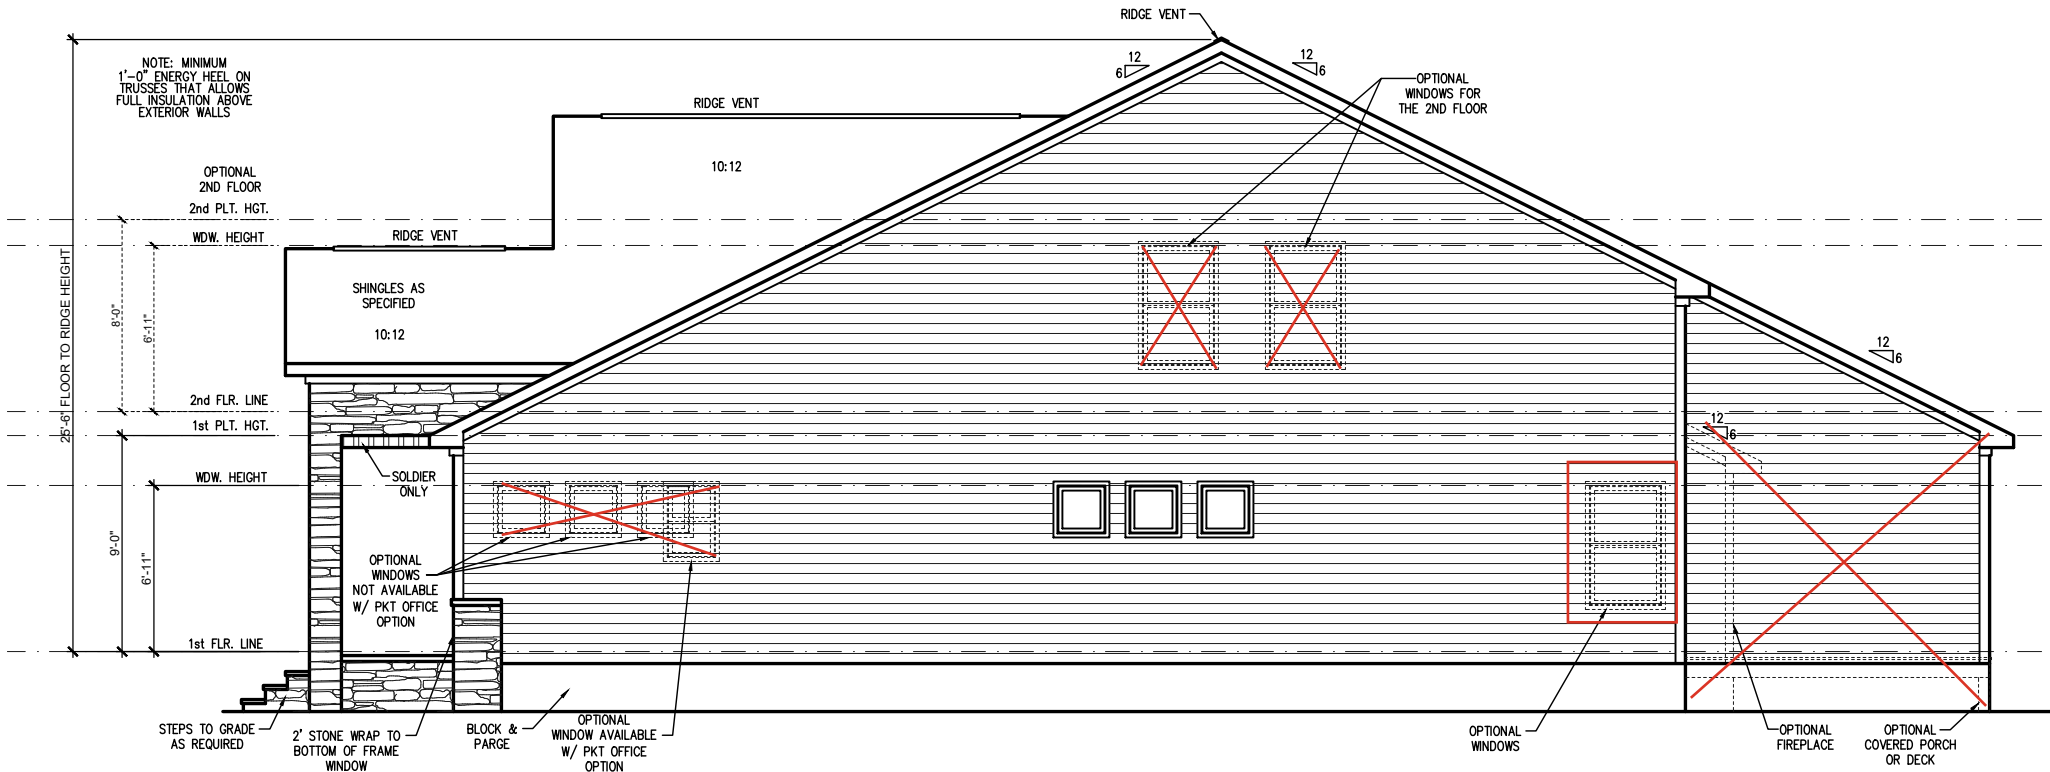 RIDGE VENT
12
6
12
6
NOTE: MINIMUM
1'-0" ENERGY HEEL ON
TRUSSES THAT ALLOWS
FULL INSULATION ABOVE
EXTERIOR WALLS
OPTIONAL
WINDOWS FOR
THE 2ND FLOOR
RIDGE VENT
10:12
OPTIONAL
2ND FLOOR
2nd PLT. HGT.
WDW. HEIGHT
RIDGE VENT
25'-6" FLOOR TO RIDGE HEIGHT
8'-0"
6'-11"
SHINGLES AS
SPECIFIED
10:12
12
6
2nd FLR. LINE
1st PLT. HGT.
12
6
WDW. HEIGHT
SOLDIER
ONLY
9'-0"
6'-11"
OPTIONAL
WINDOWS
NOT AVAILABLE
W/ PKT OFFICE
OPTION
1st FLR. LINE
STEPS TO GRADE
AS REQUIRED
2' STONE WRAP TO
BOTTOM OF FRAME
WINDOW
BLOCK &
PARGE
OPTIONAL
WINDOW AVAILABLE
W/ PKT OFFICE
OPTION
OPTIONAL
WINDOWS
OPTIONAL
FIREPLACE
OPTIONAL
COVERED PORCH
OR DECK